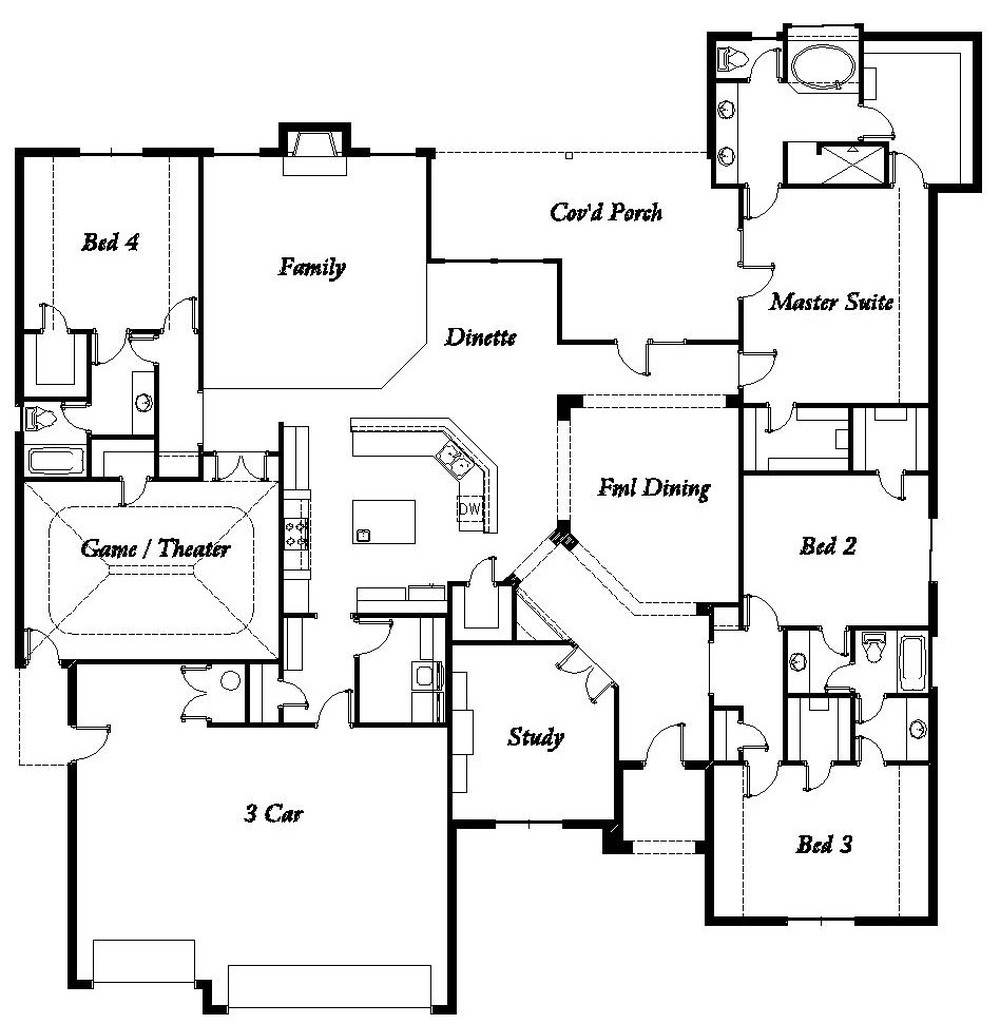 Cov'd Porch
Bed 4
Family
Master Suite
Dinette
Fml Dining
DW
Game / Theater
Bed 2
Study
3 Car
Bed 3